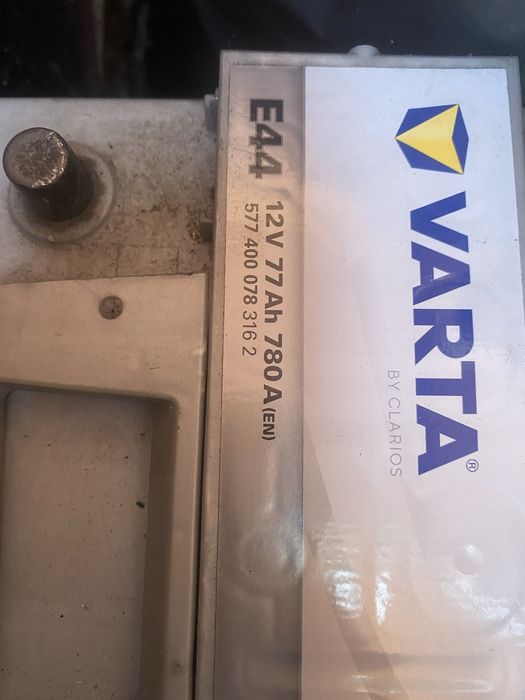 VARTA®
BY CLARIOS
E44 12V 77Ah 780A (EN)
577 400 078 316 2